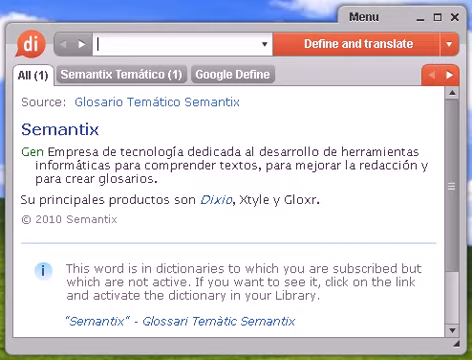 Menu
di
Define and translate
All (1) Semantix Temático (1) Google Define
Source: Glosario Temático Semantix
Semantix
Gen Empresa de tecnología dedicada al desarrollo de herramientas
informáticas para comprender textos, para mejorar la redacción y
para crear glosarios.
Su principales productos son Dixio, Xtyle y Gloxr.
© 2010 Semantix
i
This word is in dictionaries to which you are subscribed but
which are not active. If you want to see it, click on the link
and activate the dictionary in your Library.
"Semantix" - Glossari Temàtic Semantix